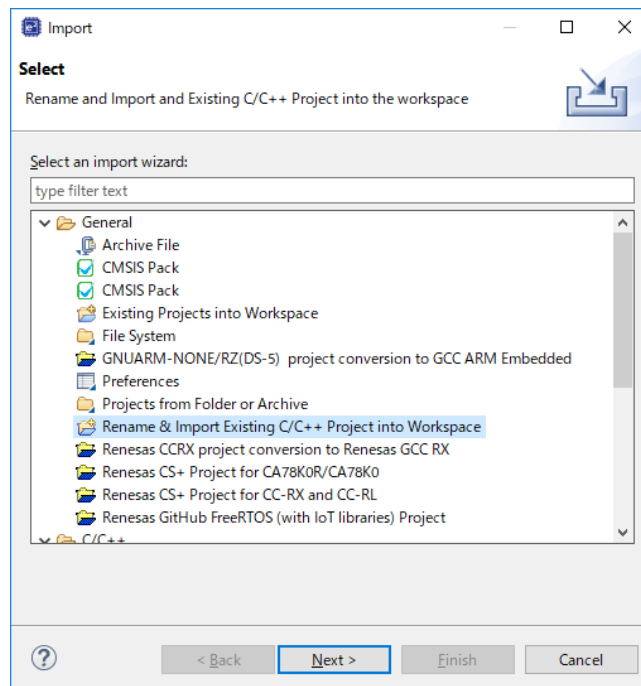 Import
Select
Rename and Import and Existing C/C++ Project into the workspace
Select an import wizard:
type filter text
General
Archive File
CMSIS Pack
CMSIS Pack
Existing Projects into Workspace
File System
GNUARM-NONE/RZ(DS-5) project conversion to GCC ARM Embedded
Preferences
Projects from Folder or Archive
Rename & Import Existing C/C++ Project into Workspace
Renesas CCRX project conversion to Renesas GCC RX
Renesas CS+ Project for CA78K0R/CA78K0
Renesas CS+ Project for CC-RX and CC-RL
Renesas GitHub FreeRTOS (with IoT libraries) Project
C/C++
< Back Next > Finish Cancel